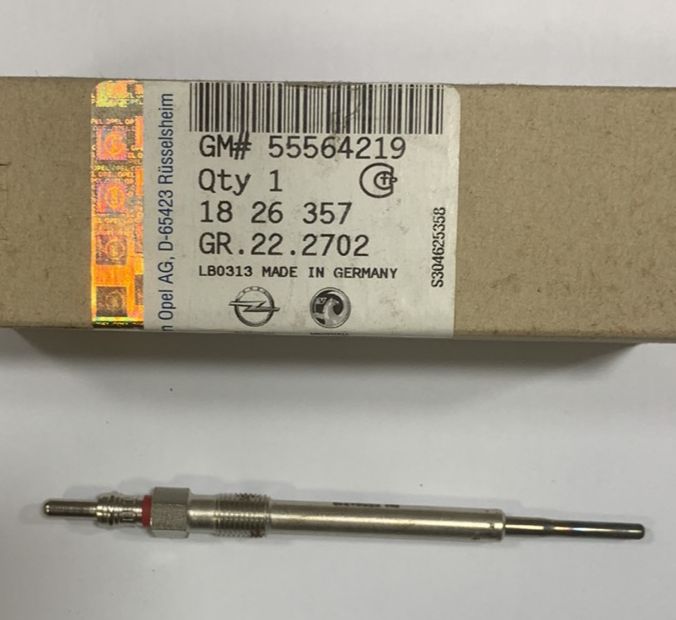 GM# 55564219
Qty 1
18 26 357
GR.22.2702
LB0313 MADE IN GERMANY
Opel AG, D-65423 Rüsselsheim
S304625358